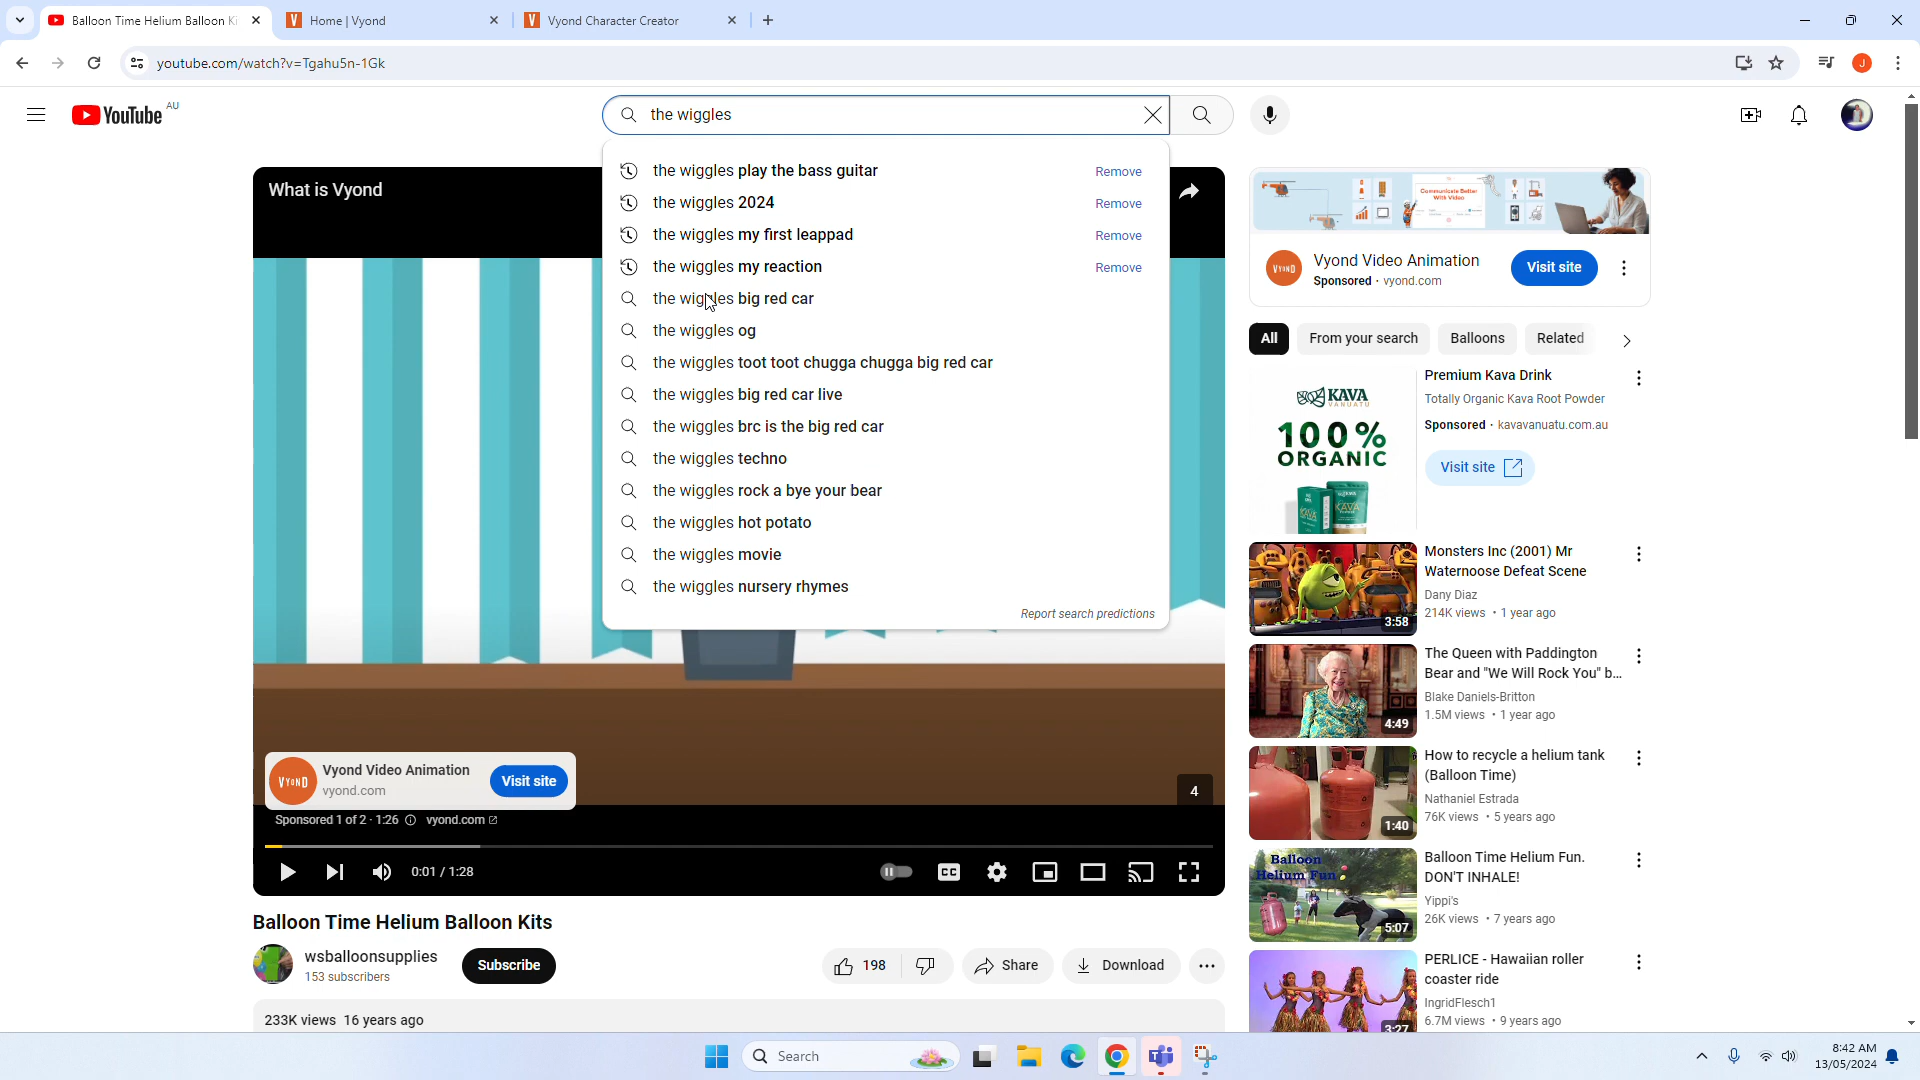 Balloon Time Helium Balloon Ki
Home | Vyond
Vyond Character Creator
youtube.com/watch?v=Tgahu5n-1Gk
J
YouTube AU
the wiggles
the wiggles play the bass guitar Remove
the wiggles 2024 Remove
the wiggles my first leappad Remove
the wiggles my reaction Remove
the wiggles big red car
the wiggles og
the wiggles toot toot chugga chugga big red car
the wiggles big red car live
the wiggles brc is the big red car
the wiggles techno
the wiggles rock a bye your bear
the wiggles hot potato
the wiggles movie
the wiggles nursery rhymes
Report search predictions
What is Vyond
VYOND
Vyond Video Animation
vyond.com
Visit site
4
Sponsored 1 of 2 · 1:26 vyond.com
0:01 / 1:28
CC
Balloon Time Helium Balloon Kits
wsballoonsupplies
153 subscribers
Subscribe
198
Share
Download
233K views 16 years ago
Communicate Better
With Video
VYOND
Vyond Video Animation
Sponsored · vyond.com
Visit site
All
From your search
Balloons
Related
KAVA
VANUATU
100%
ORGANIC
Premium Kava Drink
Totally Organic Kava Root Powder
Sponsored · kavavanuatu.com.au
Visit site
3:58
Monsters Inc (2001) Mr
Waternoose Defeat Scene
Dany Diaz
214K views • 1 year ago
4:49
The Queen with Paddington
Bear and "We Will Rock You" b...
Blake Daniels-Britton
1.5M views • 1 year ago
1:40
How to recycle a helium tank
(Balloon Time)
Nathaniel Estrada
76K views • 5 years ago
Balloon
Helium Fun
5:07
Balloon Time Helium Fun.
DON'T INHALE!
Yippi's
26K views • 7 years ago
3:27
PERLICE - Hawaiian roller
coaster ride
IngridFlesch1
6.7M views • 9 years ago
Search
8:42 AM
13/05/2024